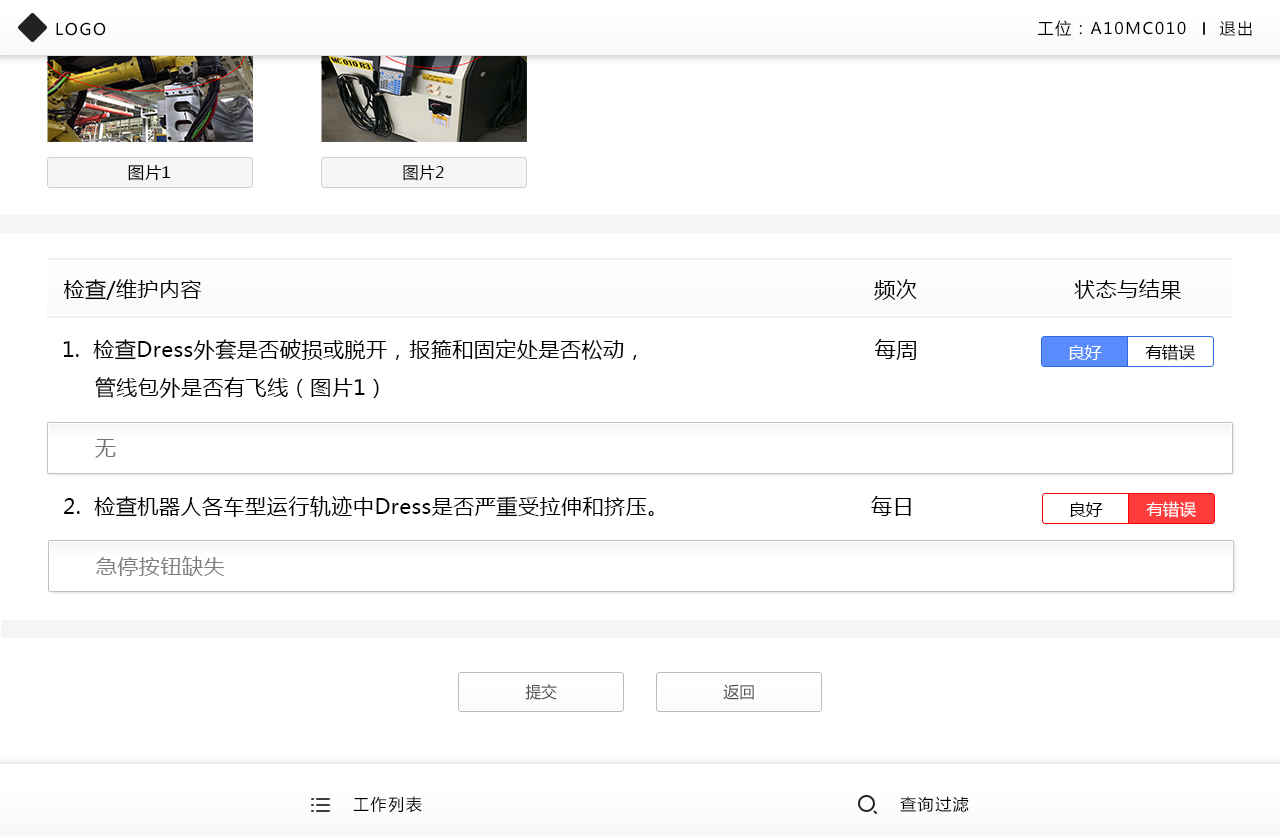 LOGO
工位：A10MC010 | 退出
MC 010 R3
图片1
图片2
检查/维护内容 频次 状态与结果
1. 检查Dress外套是否破损或脱开，报箍和固定处是否松动， 每周 良好 有错误
管线包外是否有飞线（图片1）
无
2. 检查机器人各车型运行轨迹中Dress是否严重受拉伸和挤压。 每日 良好 有错误
急停按钮缺失
提交 返回
工作列表 查询过滤